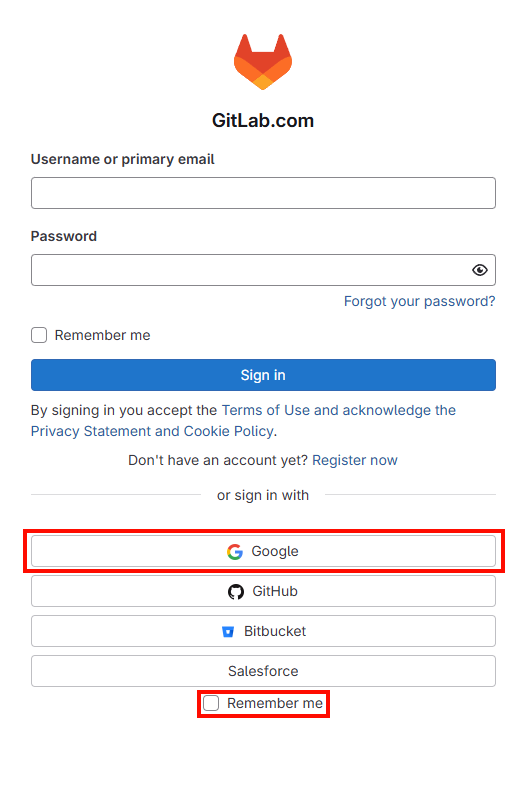 GitLab.com
Username or primary email
Password
Forgot your password?
Remember me
Sign in
By signing in you accept the Terms of Use and acknowledge the
Privacy Statement and Cookie Policy.
Don't have an account yet? Register now
or sign in with
Google
GitHub
Bitbucket
Salesforce
Remember me